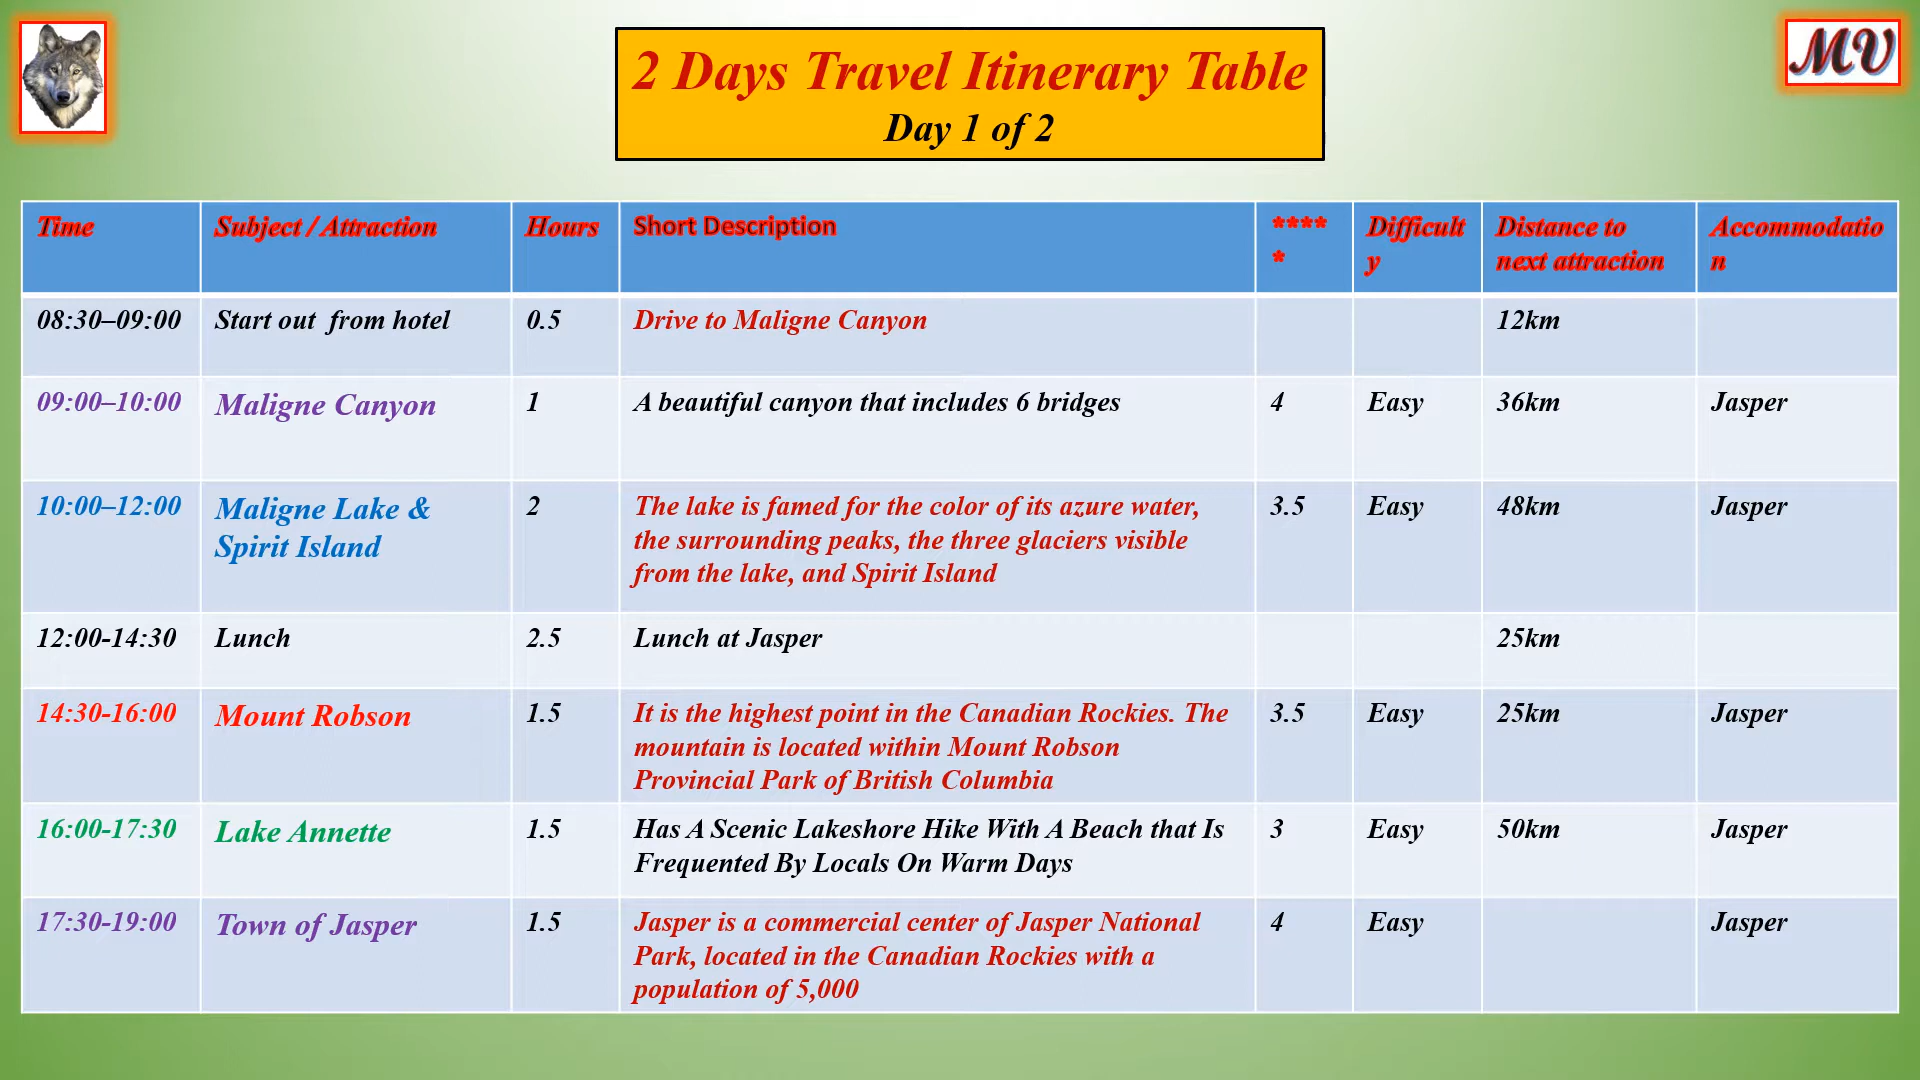 MV
2 Days Travel Itinerary Table
Day 1 of 2
Time Subject / Attraction Hours Short Description **** Difficult Distance to Accommodatio
* y next attraction n
08:30–09:00 Start out from hotel 0.5 Drive to Maligne Canyon 12km
09:00–10:00 Maligne Canyon 1 A beautiful canyon that includes 6 bridges 4 Easy 36km Jasper
10:00–12:00 Maligne Lake & 2 The lake is famed for the color of its azure water, 3.5 Easy 48km Jasper
Spirit Island the surrounding peaks, the three glaciers visible
from the lake, and Spirit Island
12:00-14:30 Lunch 2.5 Lunch at Jasper 25km
14:30-16:00 Mount Robson 1.5 It is the highest point in the Canadian Rockies. The 3.5 Easy 25km Jasper
mountain is located within Mount Robson
Provincial Park of British Columbia
16:00-17:30 Lake Annette 1.5 Has A Scenic Lakeshore Hike With A Beach that Is 3 Easy 50km Jasper
Frequented By Locals On Warm Days
17:30-19:00 Town of Jasper 1.5 Jasper is a commercial center of Jasper National 4 Easy Jasper
Park, located in the Canadian Rockies with a
population of 5,000